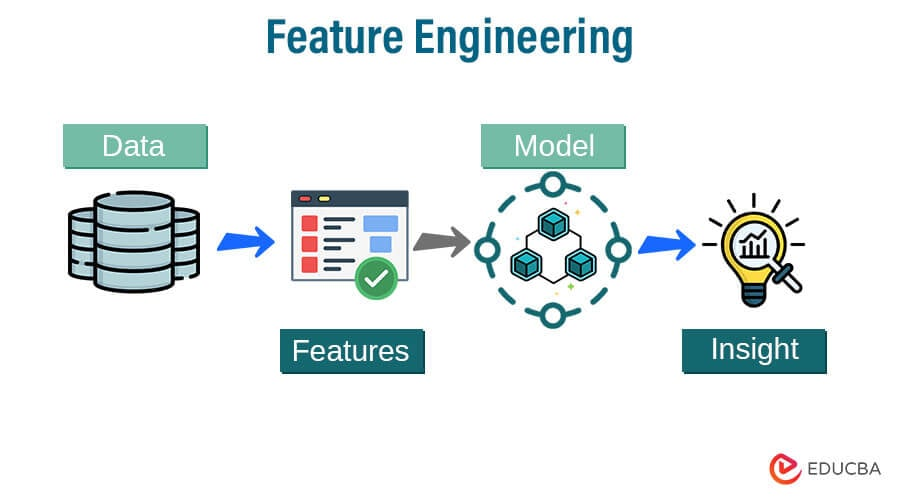 Feature Engineering
Data
Model
Features
Insight
EDUCBA